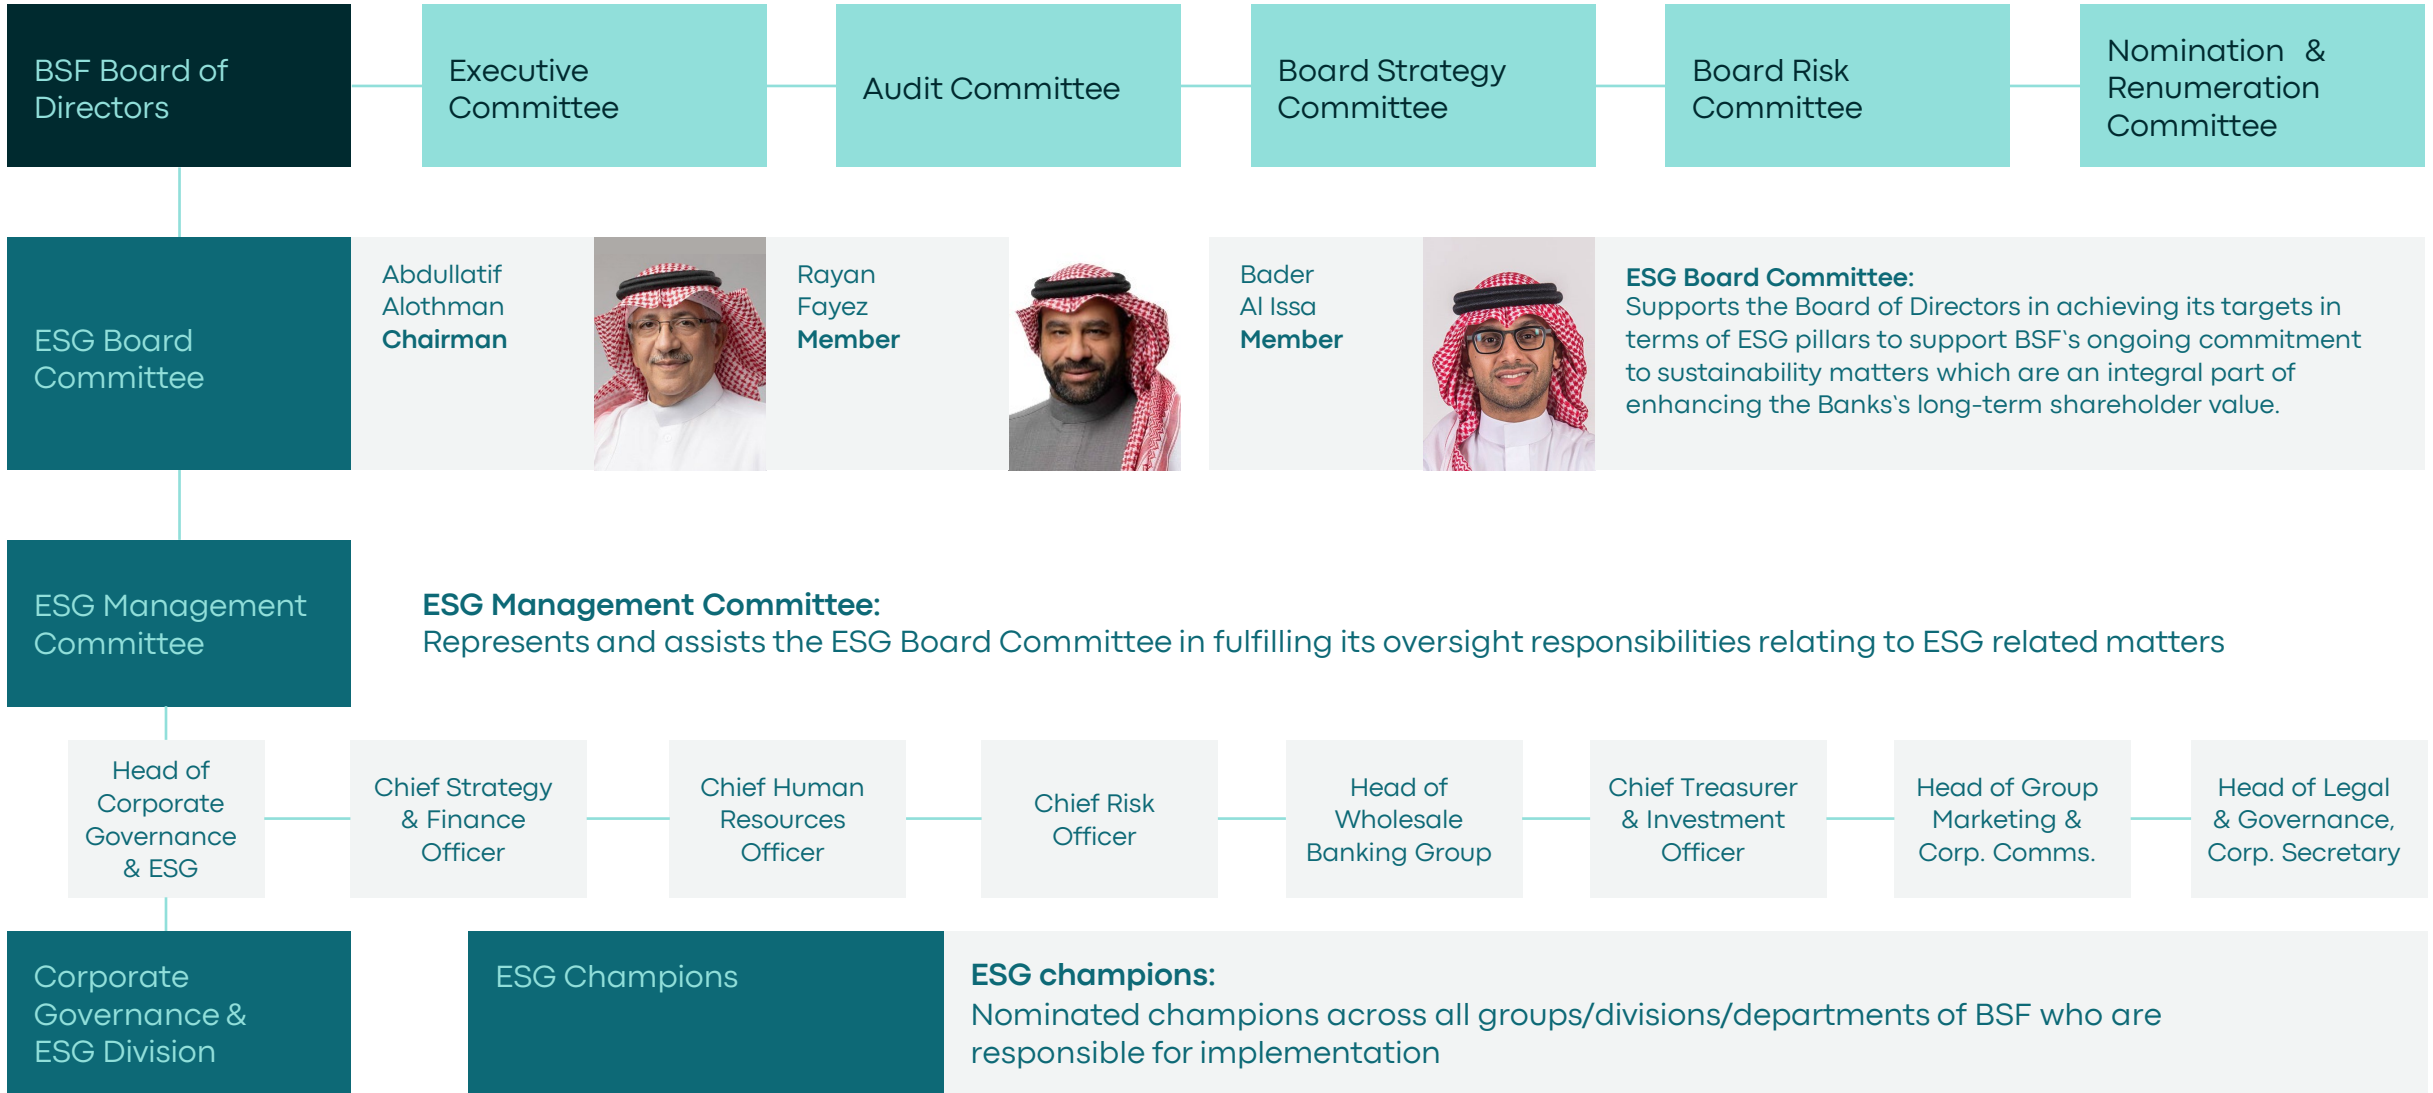 BSF Board of
Directors
Executive
Committee
Audit Committee
Board Strategy
Committee
Board Risk
Committee
Nomination &
Renumeration
Committee
ESG Board
Committee
Abdullatif
Alothman
Chairman
Rayan
Fayez
Member
Bader
Al Issa
Member
ESG Board Committee:
Supports the Board of Directors in achieving its targets in
terms of ESG pillars to support BSF‛s ongoing commitment
to sustainability matters which are an integral part of
enhancing the Banks‛s long-term shareholder value.
ESG Management
Committee
ESG Management Committee:
Represents and assists the ESG Board Committee in fulfilling its oversight responsibilities relating to ESG related matters
Head of
Corporate
Governance
& ESG
Chief Strategy
& Finance
Officer
Chief Human
Resources
Officer
Chief Risk
Officer
Head of
Wholesale
Banking Group
Chief Treasurer
& Investment
Officer
Head of Group
Marketing &
Corp. Comms.
Head of Legal
& Governance,
Corp. Secretary
Corporate
Governance &
ESG Division
ESG Champions
ESG champions:
Nominated champions across all groups/divisions/departments of BSF who are
responsible for implementation